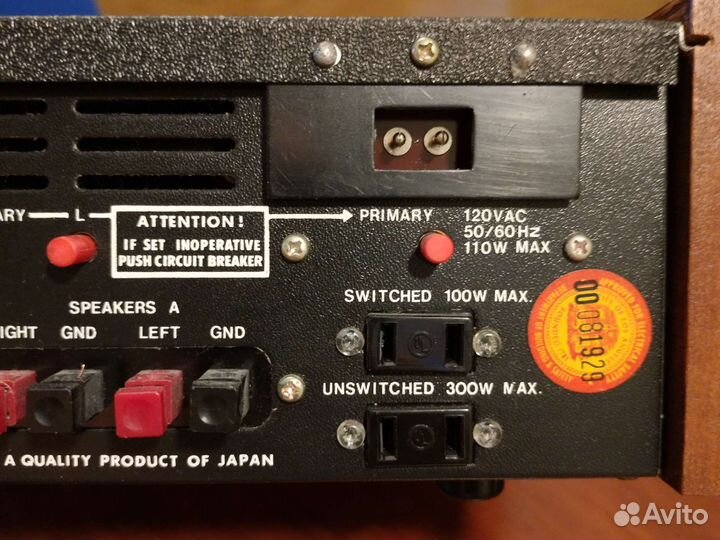 ARY L
ATTENTION!
IF SET INOPERATIVE
PUSH CIRCUIT BREAKER
PRIMARY 120VAC
50/60Hz
110W MAX
SPEAKERS A
IGHT GND LEFT GND
SWITCHED 100W MAX.
UNSWITCHED 300W MAX.
00081929
A QUALITY PRODUCT OF JAPAN
Avito